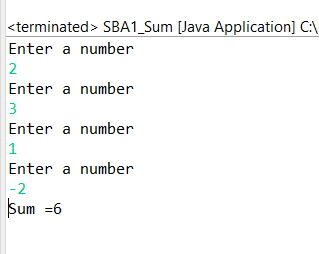 <terminated> SBA1_Sum [Java Application] C:\
Enter a number
2
Enter a number
3
Enter a number
1
Enter a number
-2
Sum =6